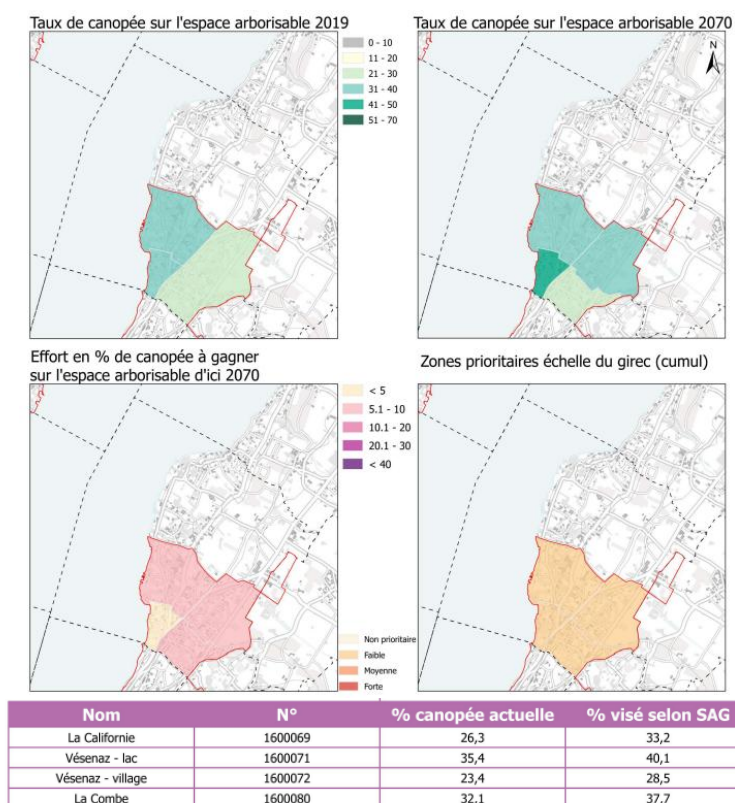 Taux de canopée sur l'espace arborisable 2019
0 - 10
11 - 20
21 - 30
31 - 40
41 - 50
51 - 70
Taux de canopée sur l'espace arborisable 2070
N
Effort en % de canopée à gagner
sur l'espace arborisable d'ici 2070
< 5
5.1 - 10
10.1 - 20
20.1 - 30
< 40
Zones prioritaires échelle du girec (cumul)
Non prioritaire
Faible
Moyenne
Forte
Nom N° % canopée actuelle % visé selon SAG
La Californie 1600069 26,3 33,2
Vésenaz - lac 1600071 35,4 40,1
Vésenaz - village 1600072 23,4 28,5
La Combe 1600080 32,1 37,7